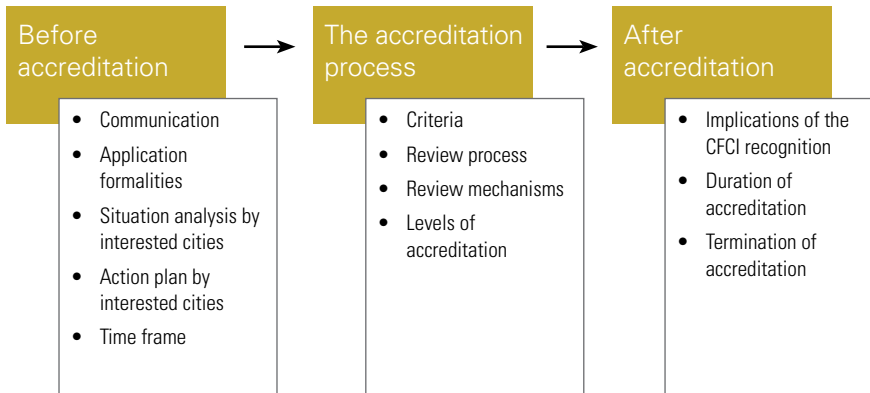 Before
accreditation
• Communication
• Application
formalities
• Situation analysis by
interested cities
• Action plan by
interested cities
• Time frame
The accreditation
process
• Criteria
• Review process
• Review mechanisms
• Levels of
accreditation
After
accreditation
• Implications of the
CFCI recognition
• Duration of
accreditation
• Termination of
accreditation